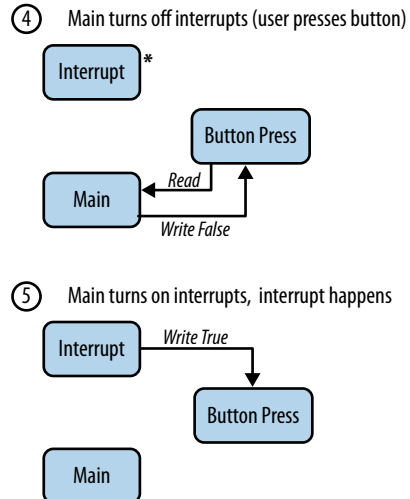 4 Main turns off interrupts (user presses button)
Interrupt *
Button Press
Read
Main
Write False
5 Main turns on interrupts, interrupt happens
Write True
Interrupt
Button Press
Main